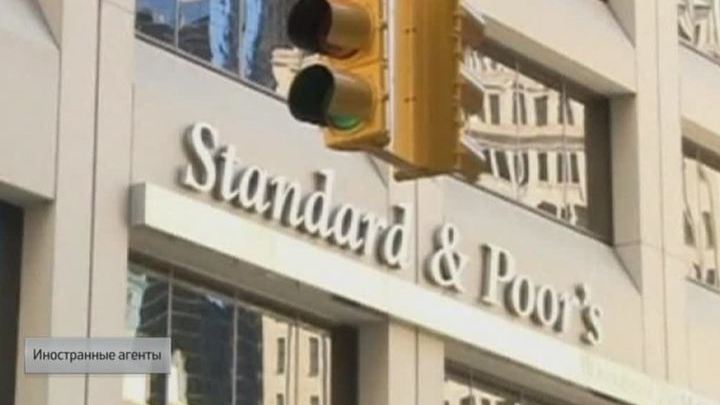 Standard & Poor's
Иностранные агенты